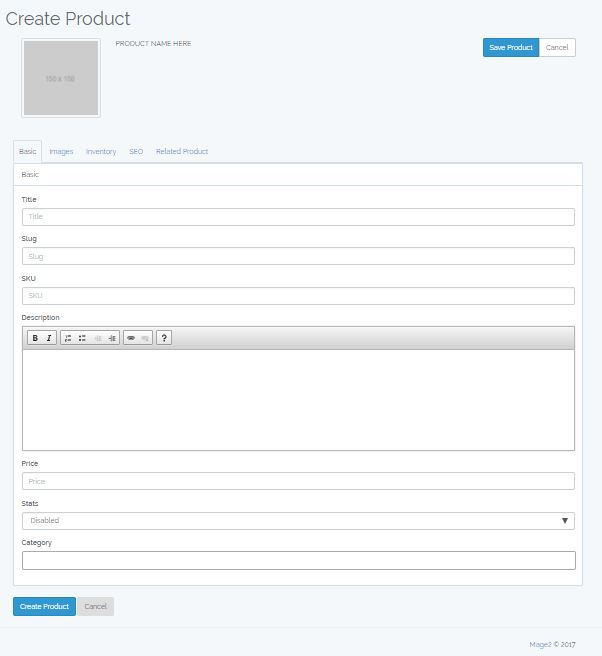 Create Product
PRODUCT NAME HERE
Save Product Cancel
150 x 150
Basic Images Inventory SEO Related Product
Basic
Title
Title
Slug
Slug
SKU
SKU
Description
B I ?
Price
Price
Stats
Disabled
Category
Create Product Cancel
Mage2 © 2017